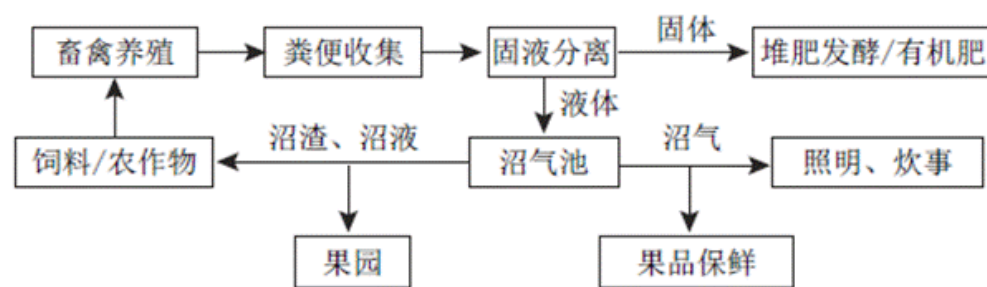 畜禽养殖
粪便收集
固液分离
固体
堆肥发酵/有机肥
液体
饲料/农作物
沼渣、沼液
沼气池
沼气
照明、炊事
果园
果品保鲜